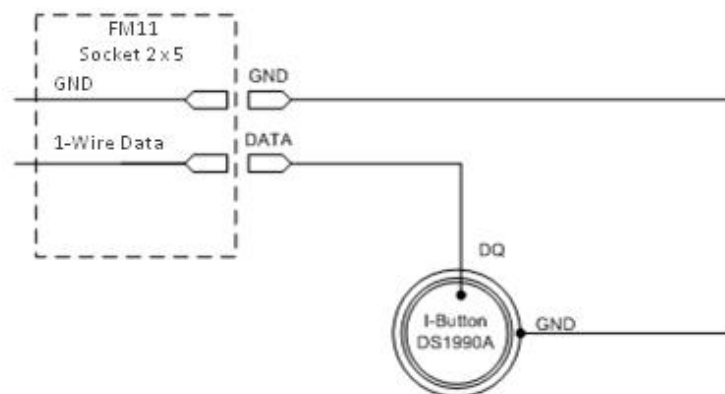 FM11
Socket 2 x 5
GND
GND
1-Wire Data
DATA
DQ
I-Button
DS1990A
GND